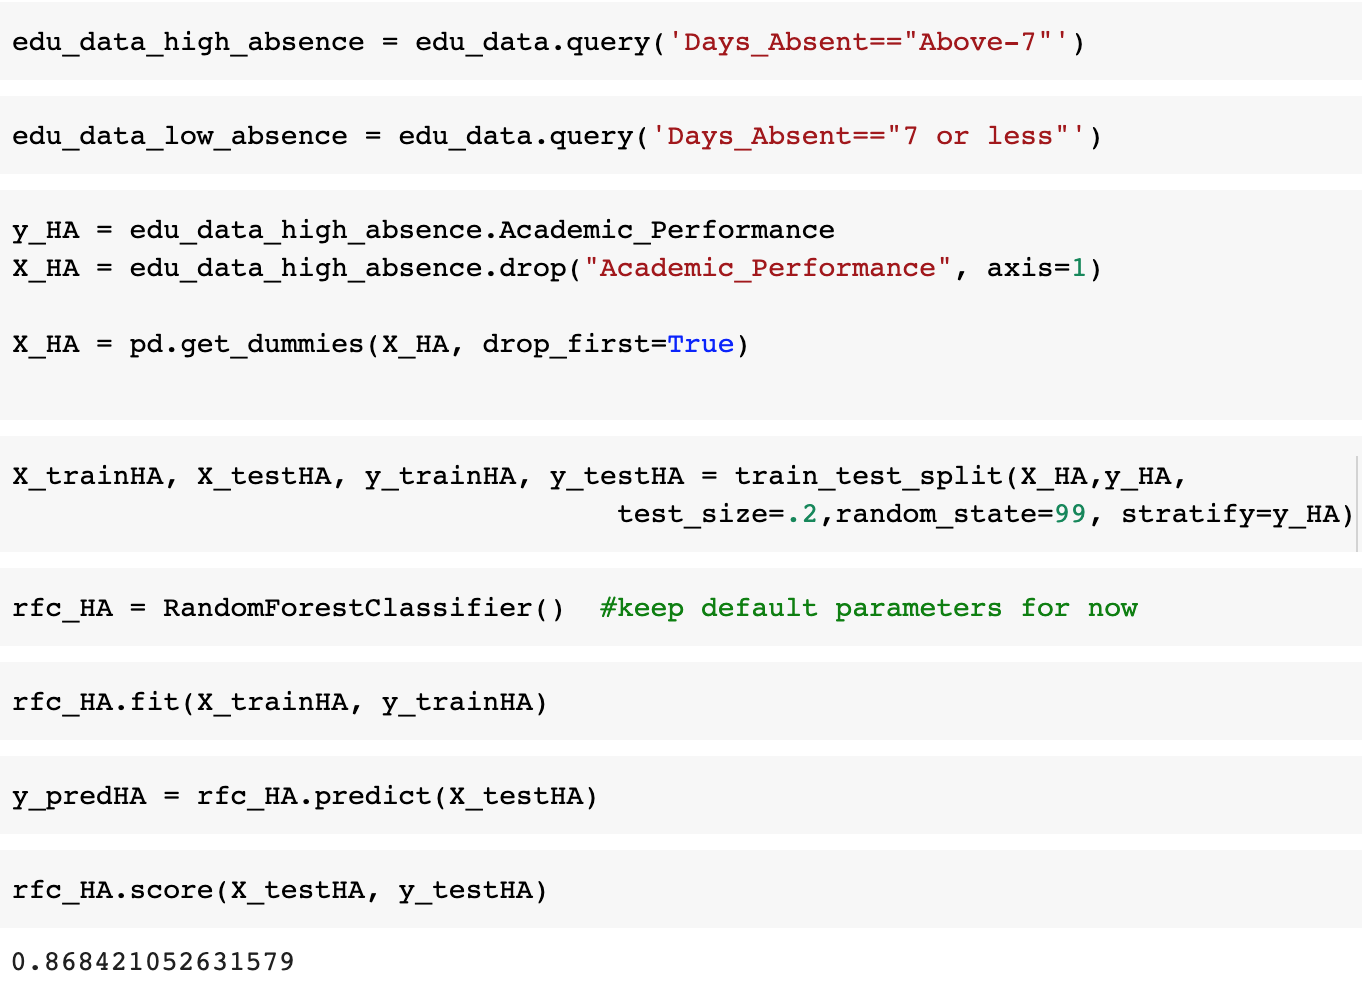 edu_data_high_absence = edu_data.query('Days_Absent=="Above-7"')
edu_data_low_absence = edu_data.query('Days_Absent=="7 or less"')
y_HA = edu_data_high_absence.Academic_Performance
X_HA = edu_data_high_absence.drop("Academic_Performance", axis=1)
X_HA = pd.get_dummies(X_HA, drop_first=True)
X_trainHA, X_testHA, y_trainHA, y_testHA = train_test_split(X_HA,y_HA,
test_size=.2,random_state=99, stratify=y_HA)
rfc_HA = RandomForestClassifier()  #keep default parameters for now
rfc_HA.fit(X_trainHA, y_trainHA)
y_predHA = rfc_HA.predict(X_testHA)
rfc_HA.score(X_testHA, y_testHA)
0.868421052631579